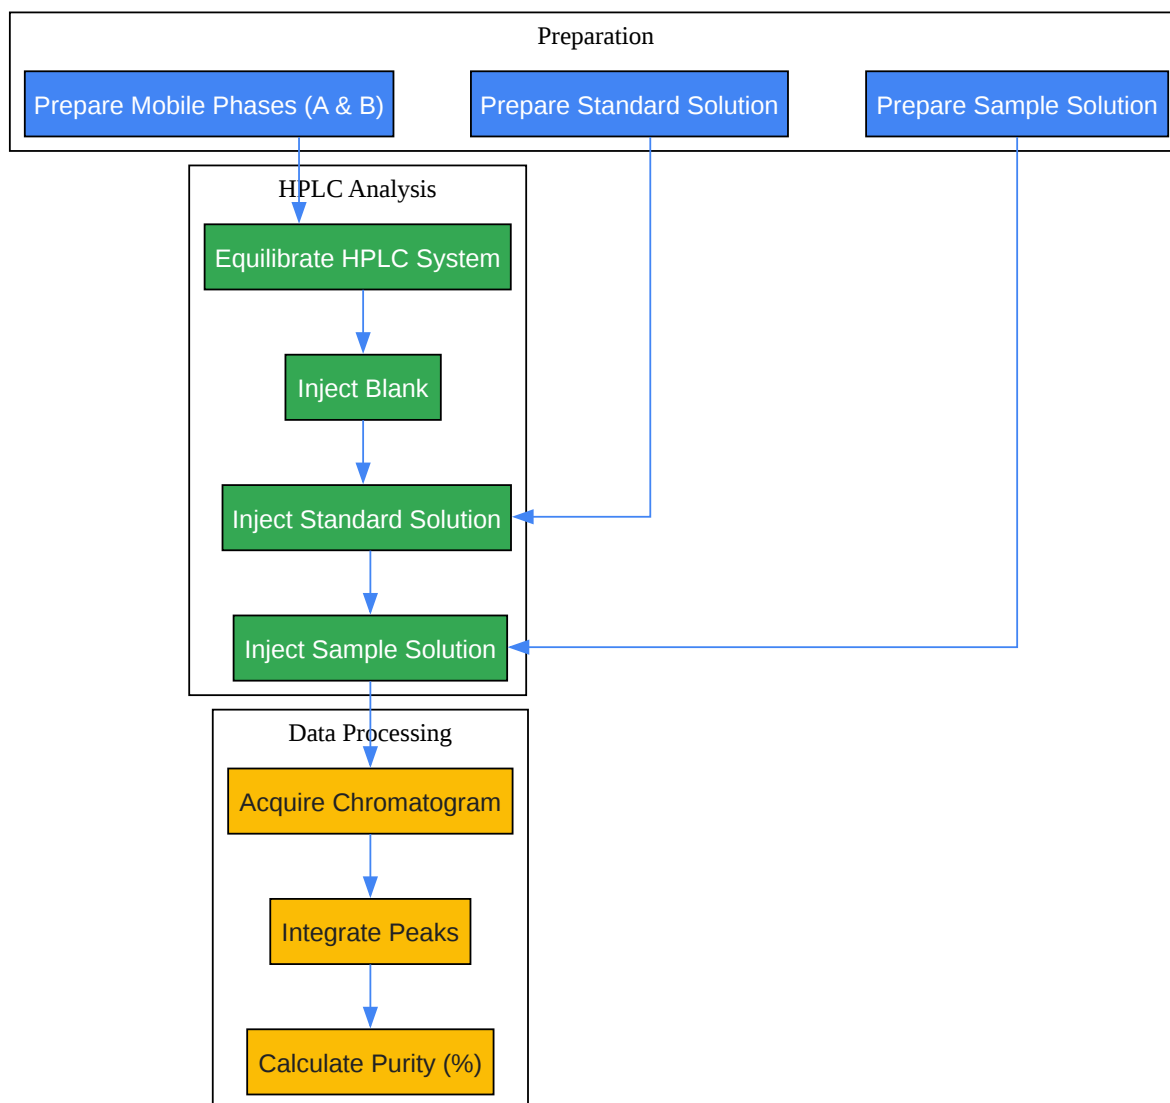 Preparation
Prepare Mobile Phases (A & B)
Prepare Standard Solution
Prepare Sample Solution
HPLC Analysis
Equilibrate HPLC System
Inject Blank
Inject Standard Solution
Inject Sample Solution
Data Processing
Acquire Chromatogram
Integrate Peaks
Calculate Purity (%)